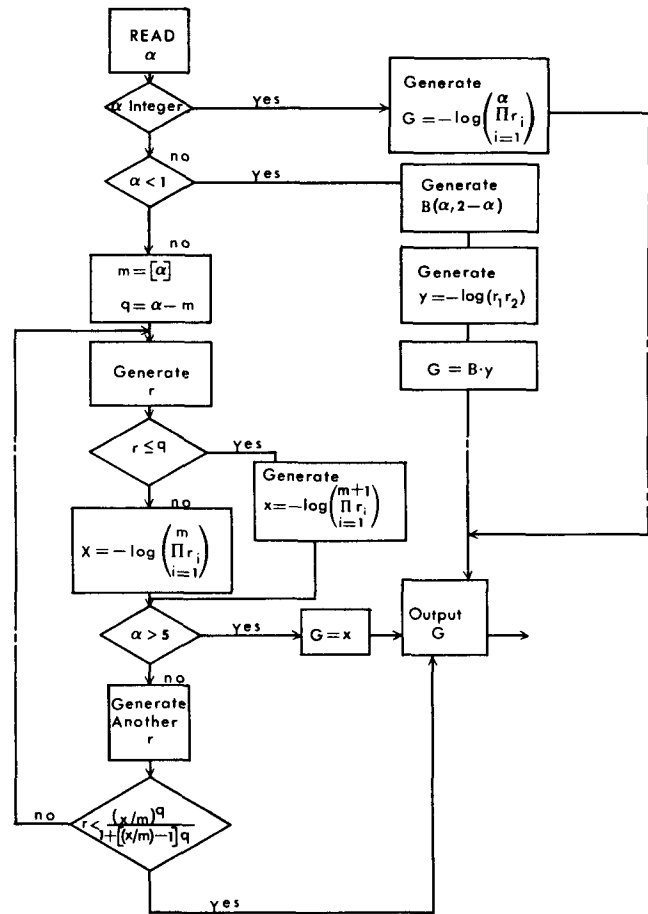 READ
α
α Integer
yes
Generate
G = -log(
α
Π r_i
i=1
)
no
α < 1
yes
Generate
B(α, 2 - α)
no
m = [α]
q = α - m
Generate
y = -log(r₁r₂)
Generate
r
G = B·y
r ≤ q
yes
Generate
x = -log(
m+1
Π r_i
i=1
)
no
X = -log(
m
Π r_i
i=1
)
α > 5
yes
G = x
Output
G
no
Generate
Another
r
no
r < (x/m)^q
1+[(x/m)-1]q
yes